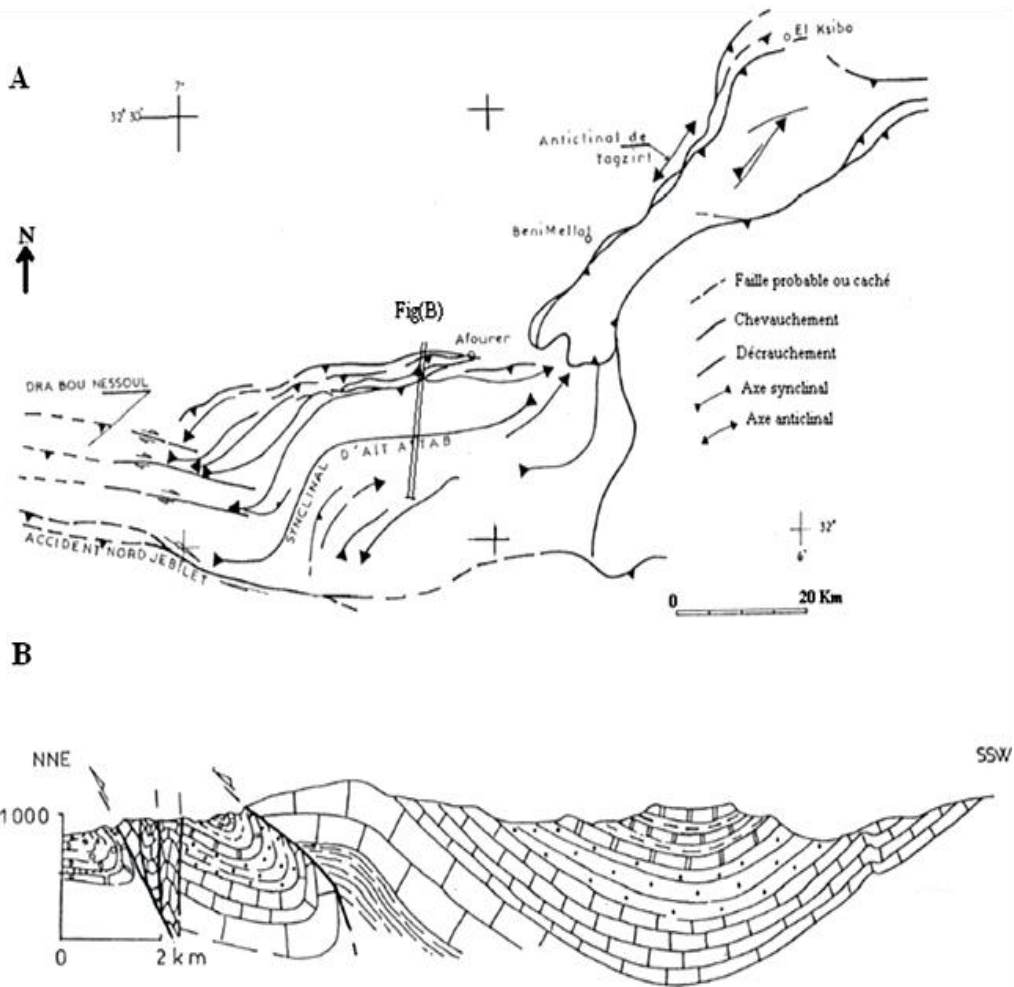 A
El Ksiba
7°
32° 30'
Anticlinal de
Tagzirt
N
Beni Mellal
Faille probable ou caché
Fig(B)
Chevauchement
Afourer
Décrauchement
DRA BOU NESSOUL
Axe synclinal
Axe anticlinal
SYNCLINAL D'AIT ATTAB
32°
6°
ACCIDENT NORD JEBILET
0 20 Km
B
NNE SSW
1000
0 2 km